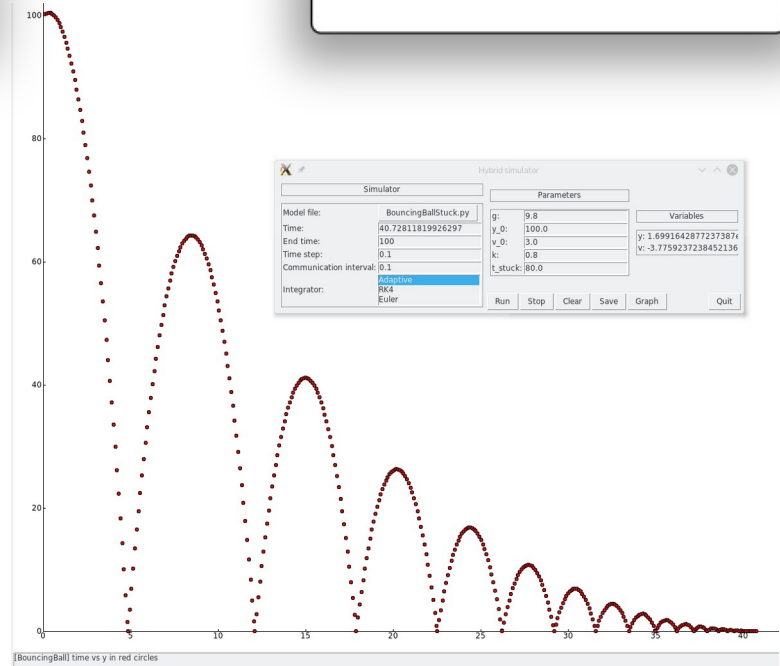 100
80
60
40
20
0
0 5 10 15 20 25 30 35 40
Hybrid simulator
Simulator
Model file: BouncingBallStuck.py
Time: 40.72811819926297
End time: 100
Time step: 0.1
Communication interval: 0.1
Integrator:
Adaptive
RK4
Euler
Parameters
g: 9.8
y_0: 100.0
v_0: 3.0
k: 0.8
t_stuck: 80.0
Variables
y: 1.6991642877237387e
v: -3.7759237238452136
Run Stop Clear Save Graph Quit
[BouncingBall] time vs y in red circles